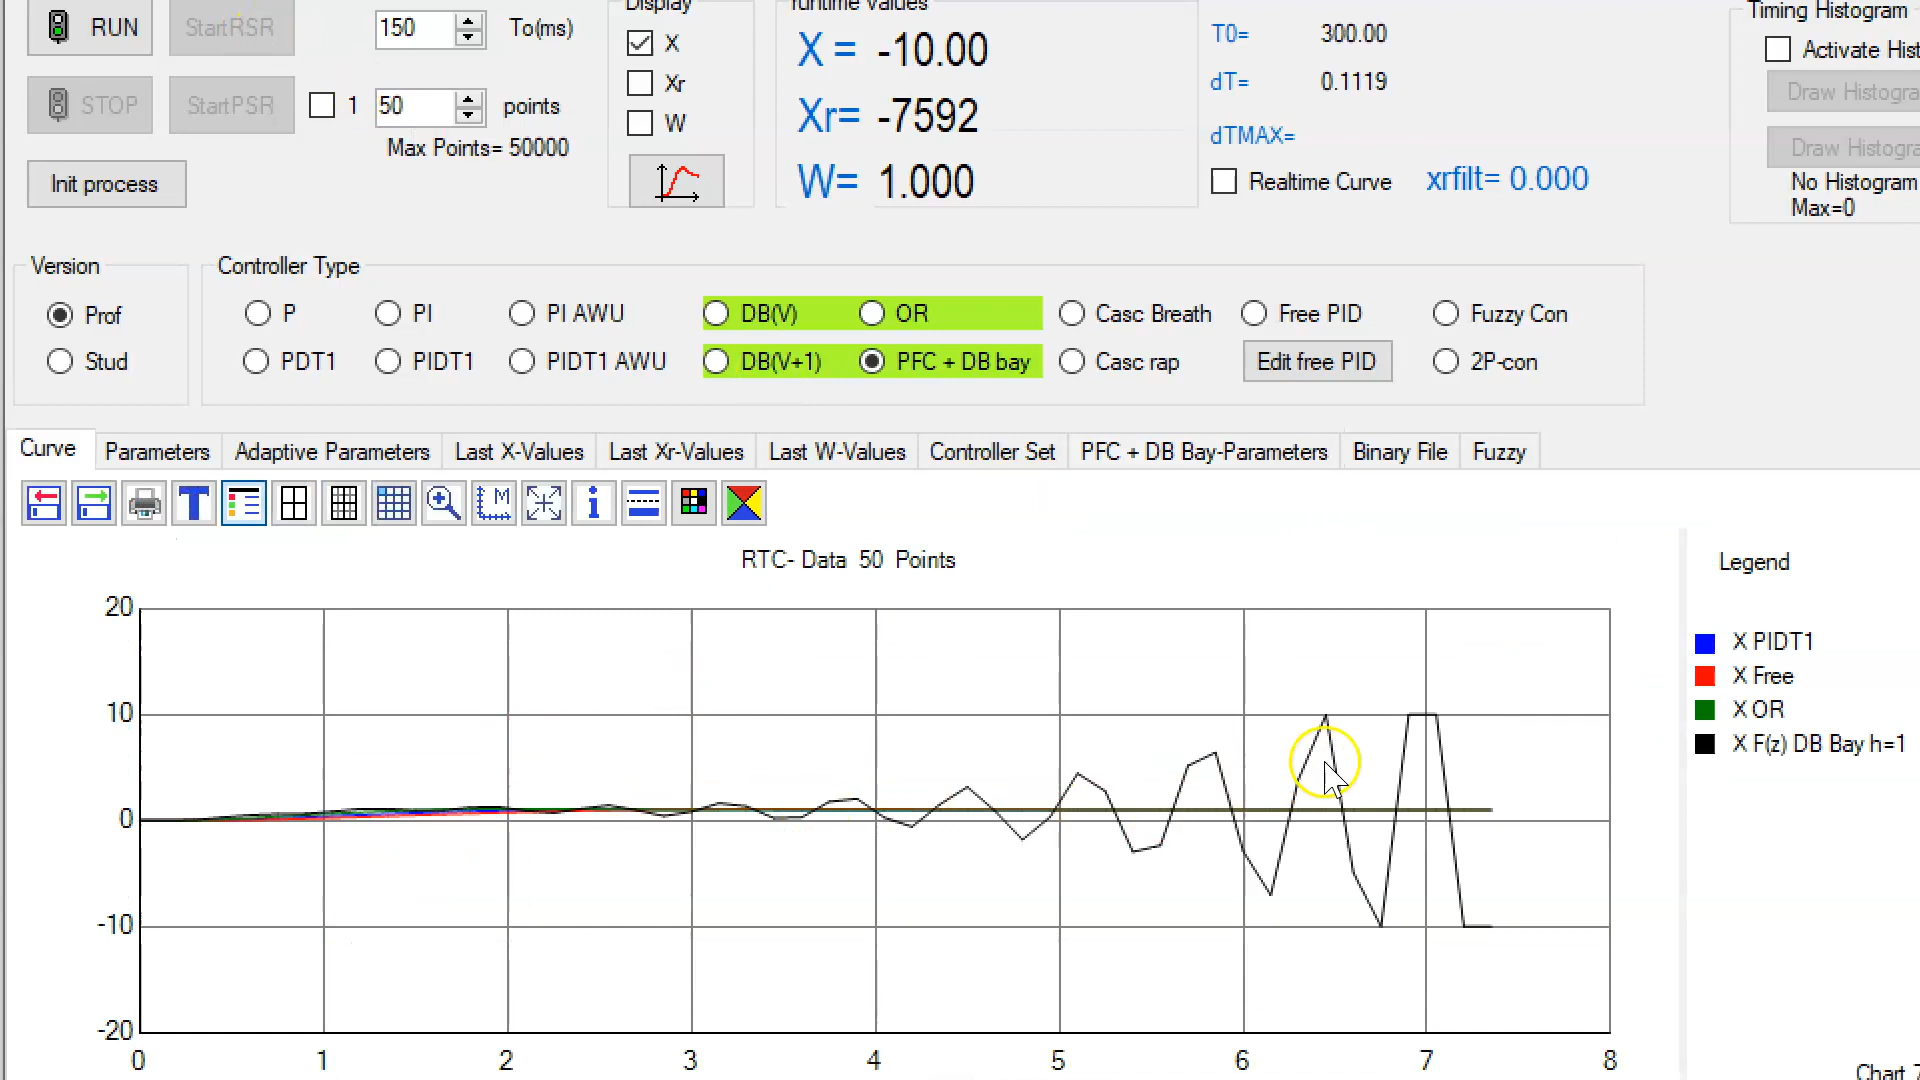 RUN
StartRSR
150
To(ms)
STOP
StartPSR
1
50
points
Max Points= 50000
Init process
Display
X
Xr
W
runtime values
X = -10.00
Xr= -7592
W= 1.000
T0= 300.00
dT= 0.1119
dTMAX=
Realtime Curve
xrfilt= 0.000
Timing Histogram
Activate Hist
Draw Histogra
Draw Histogra
No Histogram
Max=0
Version
Prof
Stud
Controller Type
P
PI
PI AWU
DB(V)
OR
Casc Breath
Free PID
Fuzzy Con
PDT1
PIDT1
PIDT1 AWU
DB(V+1)
PFC + DB bay
Casc rap
Edit free PID
2P-con
Curve
Parameters
Adaptive Parameters
Last X-Values
Last Xr-Values
Last W-Values
Controller Set
PFC + DB Bay-Parameters
Binary File
Fuzzy
T
M
i
RTC- Data 50 Points
20
10
0
-10
-20
0 1 2 3 4 5 6 7 8
Legend
X PIDT1
X Free
X OR
X F(z) DB Bay h=1
Chart 7